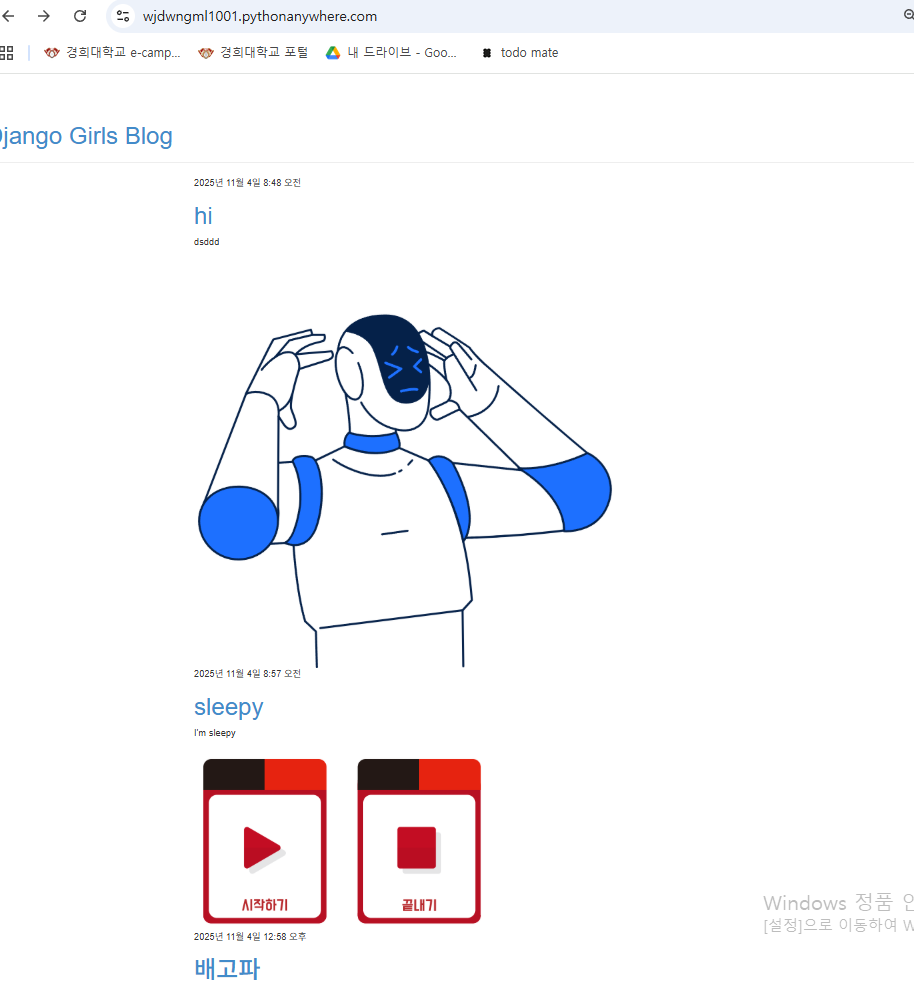 wjdwngml1001.pythonanywhere.com
경희대학교 e-camp... 경희대학교 포털 내 드라이브 - Goo... todo mate
Django Girls Blog
2025년 11월 4일 8:48 오전
hi
dsddd
2025년 11월 4일 8:57 오전
sleepy
I'm sleepy
시작하기 끝내기
2025년 11월 4일 12:58 오후
배고파
Windows 정품
[설정]으로 이동하여 W